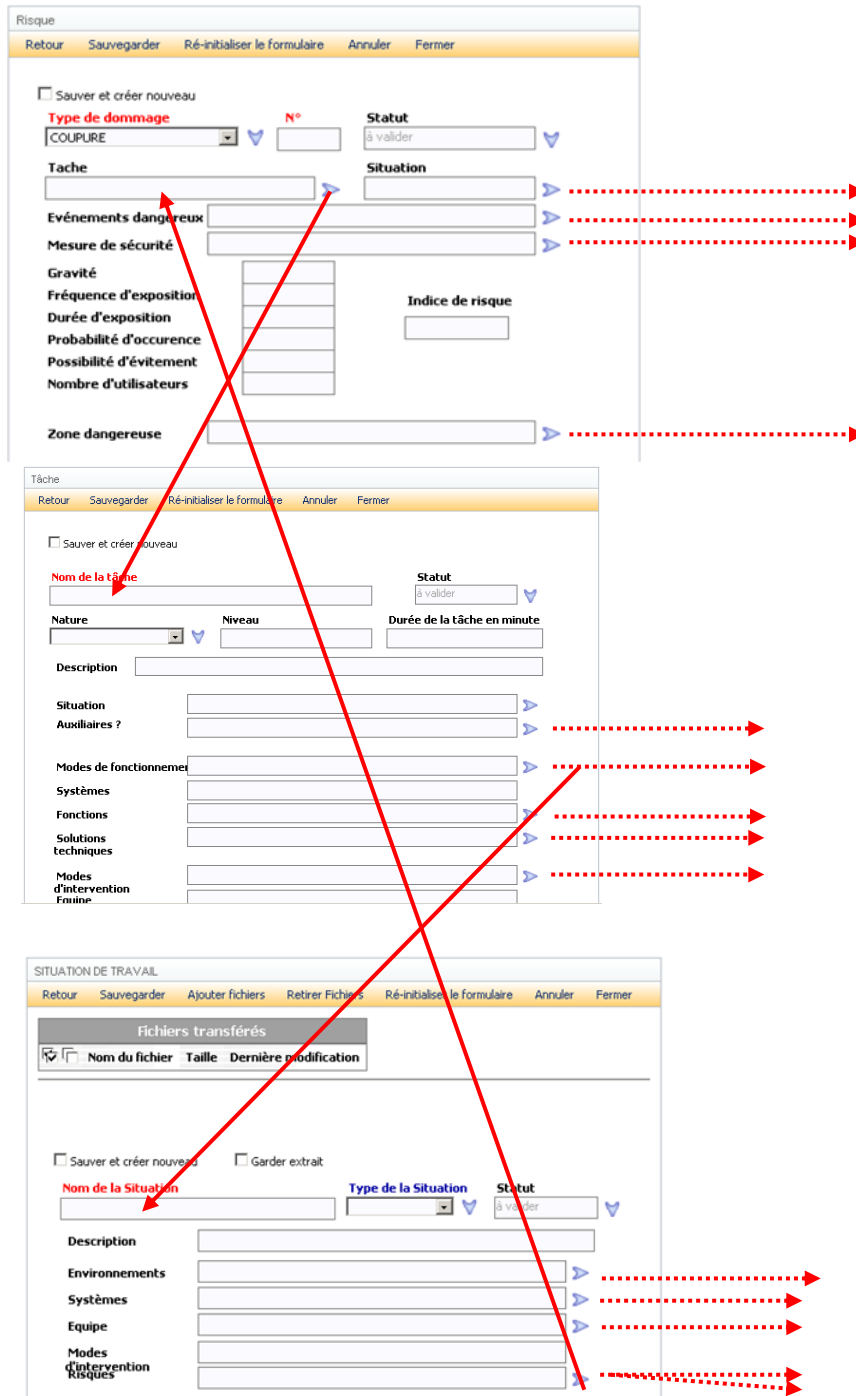 Risque
Retour Sauvegarder Ré-initialiser le formulaire Annuler Fermer
Sauver et créer nouveau
Type de dommage N° Statut
COUPURE à valider
Tache Situation
Evénements dangereux
Mesure de sécurité
Gravité
Fréquence d'exposition
Indice de risque
Durée d'exposition
Probabilité d'occurence
Possibilité d'évitement
Nombre d'utilisateurs
Zone dangereuse
Tâche
Retour Sauvegarder Ré-initialiser le formulaire Annuler Fermer
Sauver et créer nouveau
Nom de la tâche Statut
à valider
Nature Niveau Durée de la tâche en minute
Description
Situation
Auxiliaires ?
Modes de fonctionnemen
Systèmes
Fonctions
Solutions
techniques
Modes
d'intervention
Equipe
SITUATION DE TRAVAIL
Retour Sauvegarder Ajouter fichiers Retirer Fichiers Ré-initialiser le formulaire Annuler Fermer
Fichiers transférés
Nom du fichier Taille Dernière modification
Sauver et créer nouveau Garder extrait
Nom de la Situation Type de la Situation Statut
à valider
Description
Environnements
Systèmes
Equipe
Modes
d'intervention
Risques